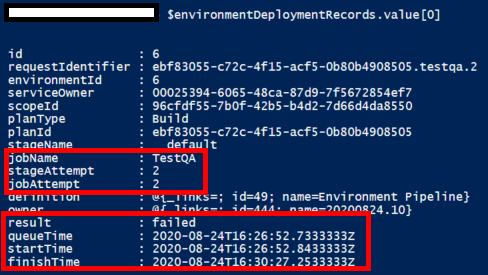 $environmentDeploymentRecords.value[0]
id : 6
requestIdentifier : ebf83055-c72c-4f15-acf5-0b80b4908505.testqa.2
environmentId : 6
serviceOwner : 00025394-6065-48ca-87d9-7f5672854ef7
scopeId : 96cfdf55-7b0f-42b5-b4d2-7d66d4da8550
planType : Build
planId : ebf83055-c72c-4f15-acf5-0b80b4908505
stageName : __default
jobName : TestQA
stageAttempt : 2
jobAttempt : 2
definition : @{_links=; id=49; name=Environment Pipeline}
owner : @{_links=; id=444; name=20200824.10}
result : failed
queueTime : 2020-08-24T16:26:52.7333333Z
startTime : 2020-08-24T16:26:52.8433333Z
finishTime : 2020-08-24T16:30:27.2533333Z